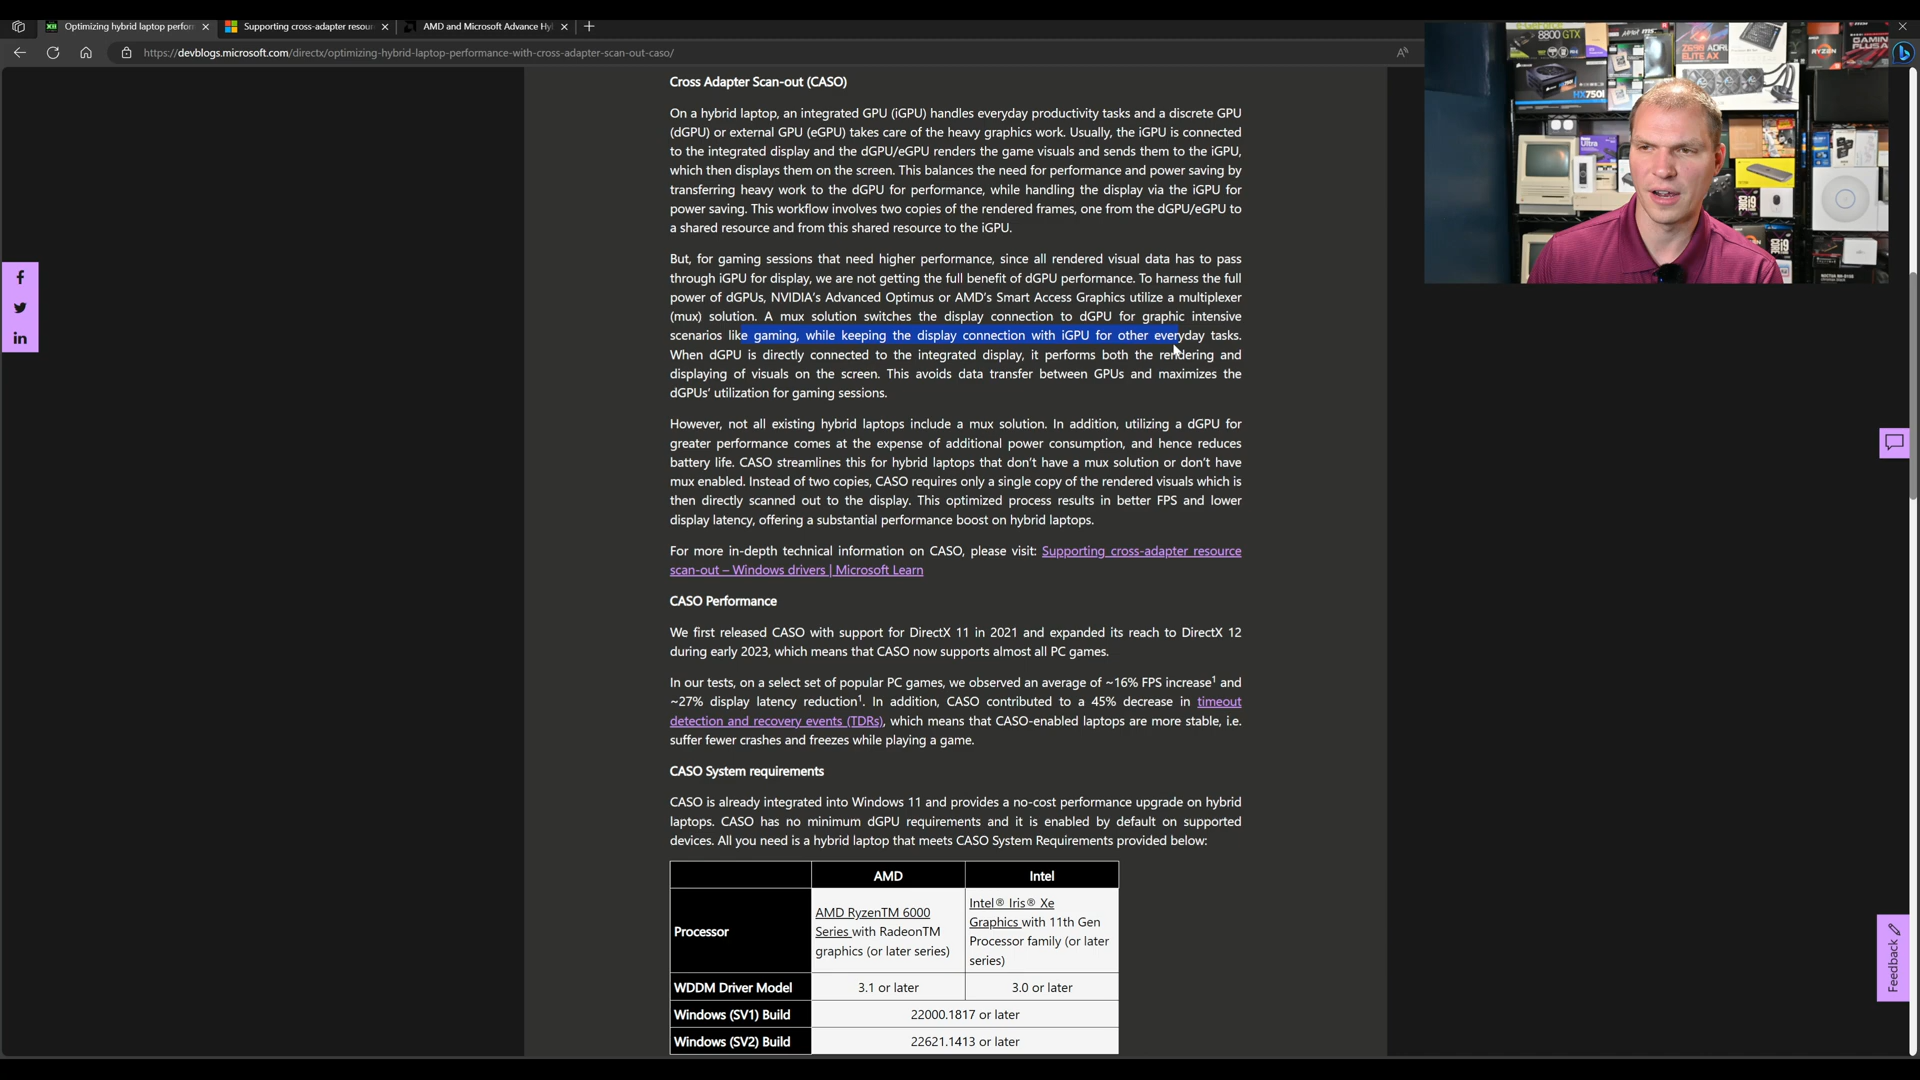 Optimizing hybrid laptop perfor
Supporting cross-adapter resour
AMD and Microsoft Advance Hy
https://devblogs.microsoft.com/directx/optimizing-hybrid-laptop-performance-with-cross-adapter-scan-out-caso/
8800 GTX
HX750i
Z690
ELITE AX
RYZEN
GAMING
Ultra
i9
Cross Adapter Scan-out (CASO)
On a hybrid laptop, an integrated GPU (iGPU) handles everyday productivity tasks and a discrete GPU
(dGPU) or external GPU (eGPU) takes care of the heavy graphics work. Usually, the iGPU is connected
to the integrated display and the dGPU/eGPU renders the game visuals and sends them to the iGPU,
which then displays them on the screen. This balances the need for performance and power saving by
transferring heavy work to the dGPU for performance, while handling the display via the iGPU for
power saving. This workflow involves two copies of the rendered frames, one from the dGPU/eGPU to
a shared resource and from this shared resource to the iGPU.
But, for gaming sessions that need higher performance, since all rendered visual data has to pass
through iGPU for display, we are not getting the full benefit of dGPU performance. To harness the full
power of dGPUs, NVIDIA's Advanced Optimus or AMD's Smart Access Graphics utilize a multiplexer
(mux) solution. A mux solution switches the display connection to dGPU for graphic intensive
scenarios like gaming, while keeping the display connection with iGPU for other everyday tasks.
When dGPU is directly connected to the integrated display, it performs both the rendering and
displaying of visuals on the screen. This avoids data transfer between GPUs and maximizes the
dGPUs' utilization for gaming sessions.
However, not all existing hybrid laptops include a mux solution. In addition, utilizing a dGPU for
greater performance comes at the expense of additional power consumption, and hence reduces
battery life. CASO streamlines this for hybrid laptops that don't have a mux solution or don't have
mux enabled. Instead of two copies, CASO requires only a single copy of the rendered visuals which is
then directly scanned out to the display. This optimized process results in better FPS and lower
display latency, offering a substantial performance boost on hybrid laptops.
For more in-depth technical information on CASO, please visit: Supporting cross-adapter resource
scan-out – Windows drivers | Microsoft Learn
CASO Performance
We first released CASO with support for DirectX 11 in 2021 and expanded its reach to DirectX 12
during early 2023, which means that CASO now supports almost all PC games.
In our tests, on a select set of popular PC games, we observed an average of ~16% FPS increase1 and
~27% display latency reduction1. In addition, CASO contributed to a 45% decrease in timeout
detection and recovery events (TDRs), which means that CASO-enabled laptops are more stable, i.e.
suffer fewer crashes and freezes while playing a game.
CASO System requirements
CASO is already integrated into Windows 11 and provides a no-cost performance upgrade on hybrid
laptops. CASO has no minimum dGPU requirements and it is enabled by default on supported
devices. All you need is a hybrid laptop that meets CASO System Requirements provided below:
AMD Intel
Processor
AMD RyzenTM 6000
Series with RadeonTM
graphics (or later series)
Intel® Iris® Xe
Graphics with 11th Gen
Processor family (or later
series)
WDDM Driver Model 3.1 or later 3.0 or later
Windows (SV1) Build 22000.1817 or later
Windows (SV2) Build 22621.1413 or later
Feedback